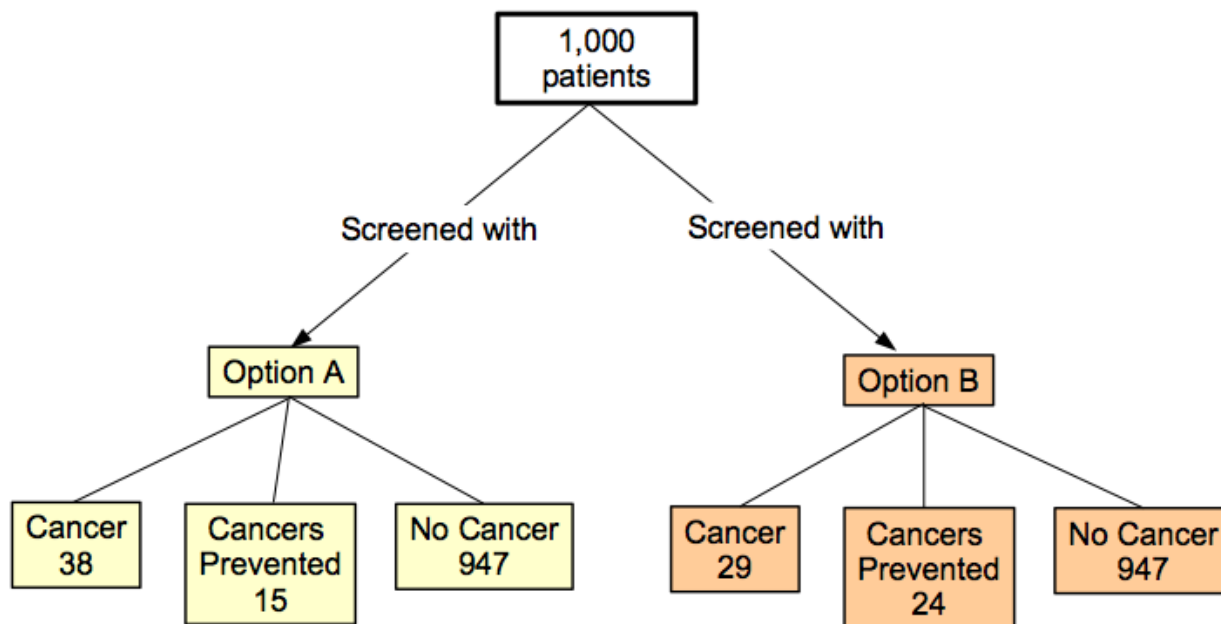 1,000
patients
Screened with
Screened with
Option A
Option B
Cancer
38
Cancers
Prevented
15
No Cancer
947
Cancer
29
Cancers
Prevented
24
No Cancer
947